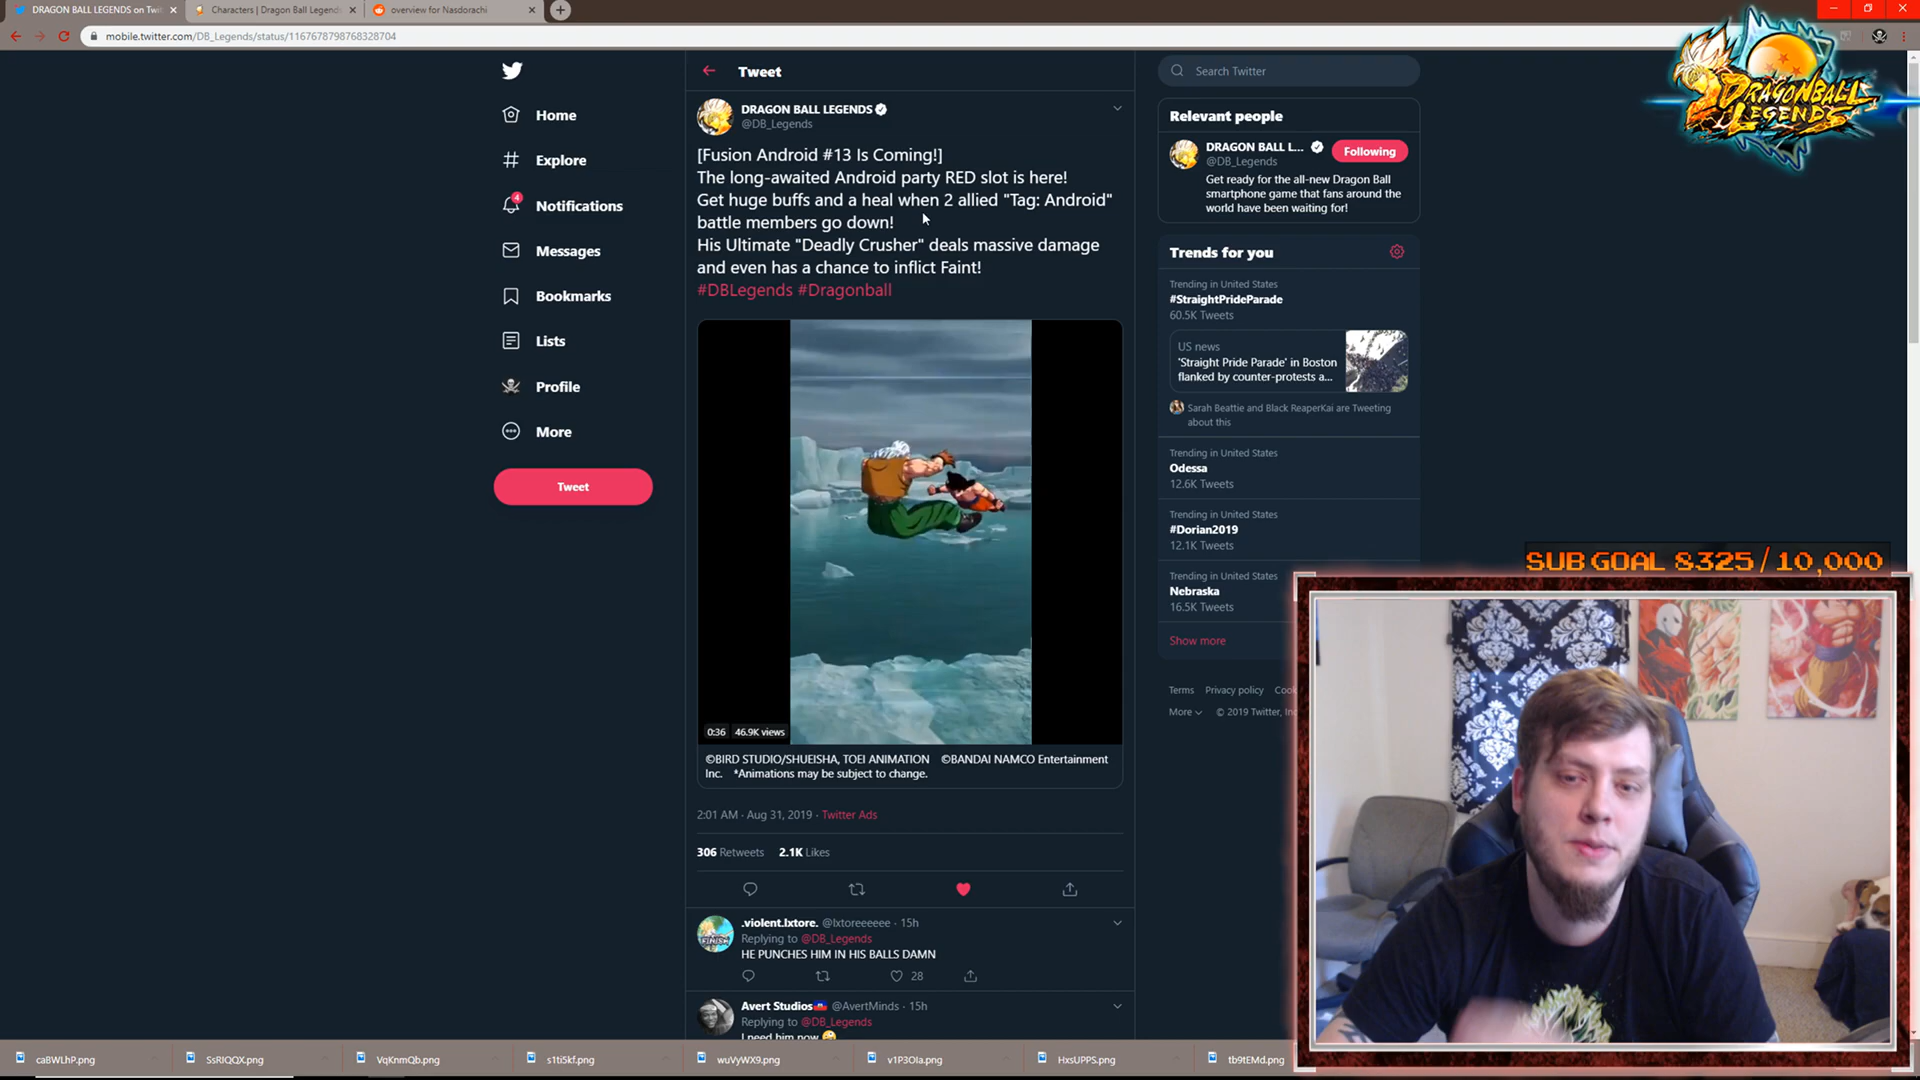 DRAGON BALL LEGENDS on Twi
Characters | Dragon Ball Legends
overview for Nasdorachi
mobile.twitter.com/DB_Legends/status/1167678798768328704
DRAGONBALL
LEGENDS
Home
Explore
4
Notifications
Messages
Bookmarks
Lists
Profile
More
Tweet
Tweet
DRAGON BALL LEGENDS
@DB_Legends
[Fusion Android #13 Is Coming!]
The long-awaited Android party RED slot is here!
Get huge buffs and a heal when 2 allied "Tag: Android"
battle members go down!
His Ultimate "Deadly Crusher" deals massive damage
and even has a chance to inflict Faint!
#DBLegends #Dragonball
0:36 46.9K views
©BIRD STUDIO/SHUEISHA, TOEI ANIMATION ©BANDAI NAMCO Entertainment
Inc. *Animations may be subject to change.
2:01 AM · Aug 31, 2019 · Twitter Ads
306 Retweets 2.1K Likes
.violent.Ixtore. @Ixtoreeeeee · 15h
Replying to @DB_Legends
HE PUNCHES HIM IN HIS BALLS DAMN
28
Avert Studios @AvertMinds · 15h
Replying to @DB_Legends
I need him now
Search Twitter
Relevant people
DRAGON BALL L...
@DB_Legends
Following
Get ready for the all-new Dragon Ball
smartphone game that fans around the
world have been waiting for!
Trends for you
Trending in United States
#StraightPrideParade
60.5K Tweets
US news
'Straight Pride Parade' in Boston
flanked by counter-protests a...
Sarah Beattie and Black ReaperKai are Tweeting
about this
Trending in United States
Odessa
12.6K Tweets
Trending in United States
#Dorian2019
12.1K Tweets
Trending in United States
Nebraska
16.5K Tweets
Show more
Terms Privacy policy Cook
More © 2019 Twitter, Inc
SUB GOAL 8325 / 10,000
caBWLhP.png
SsRIQQX.png
VqKnmQb.png
s1ti5kf.png
wuVyWX9.png
v1P3OIa.png
HxsUPPS.png
tb9tEMd.png